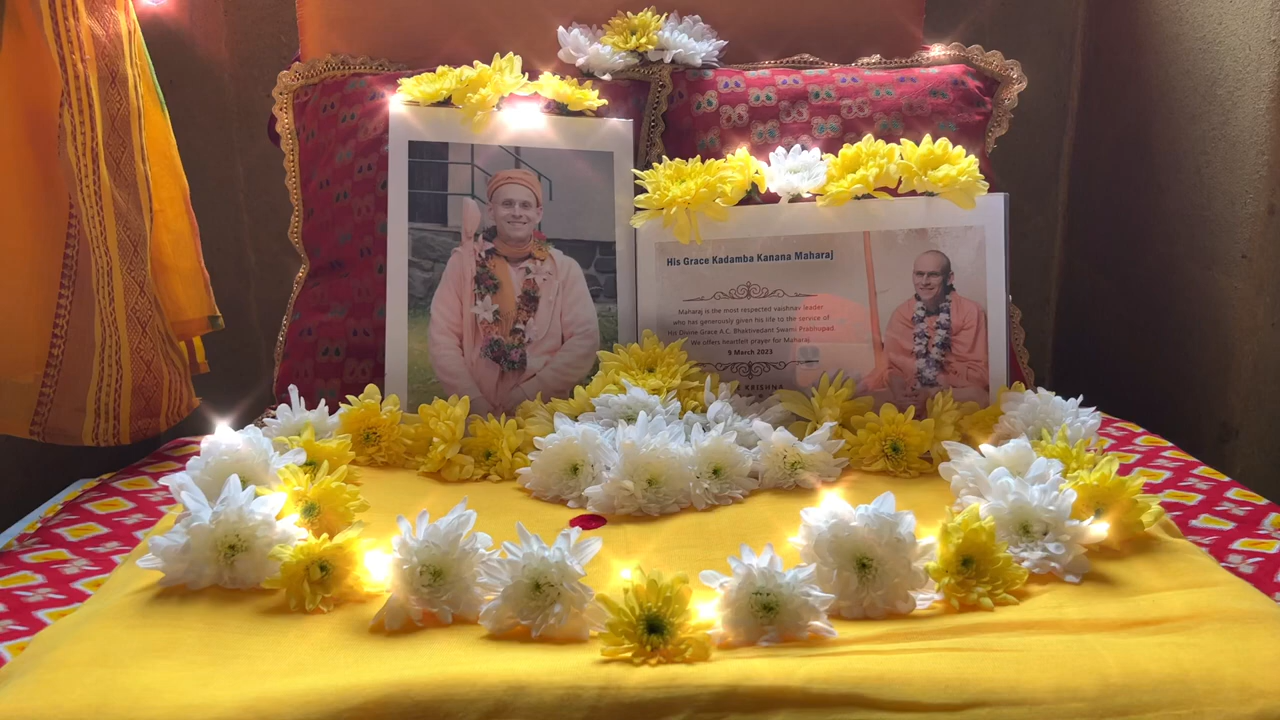 His Grace Kadamba Kanana Maharaj
Maharaj is the most respected vaishnav leader
who has generously given his life to the service of
His Divine Grace A.C. Bhaktivedant Swami Prabhupad.
We offers heartfelt prayer for Maharaj.
9 March 2023
KRISHNA